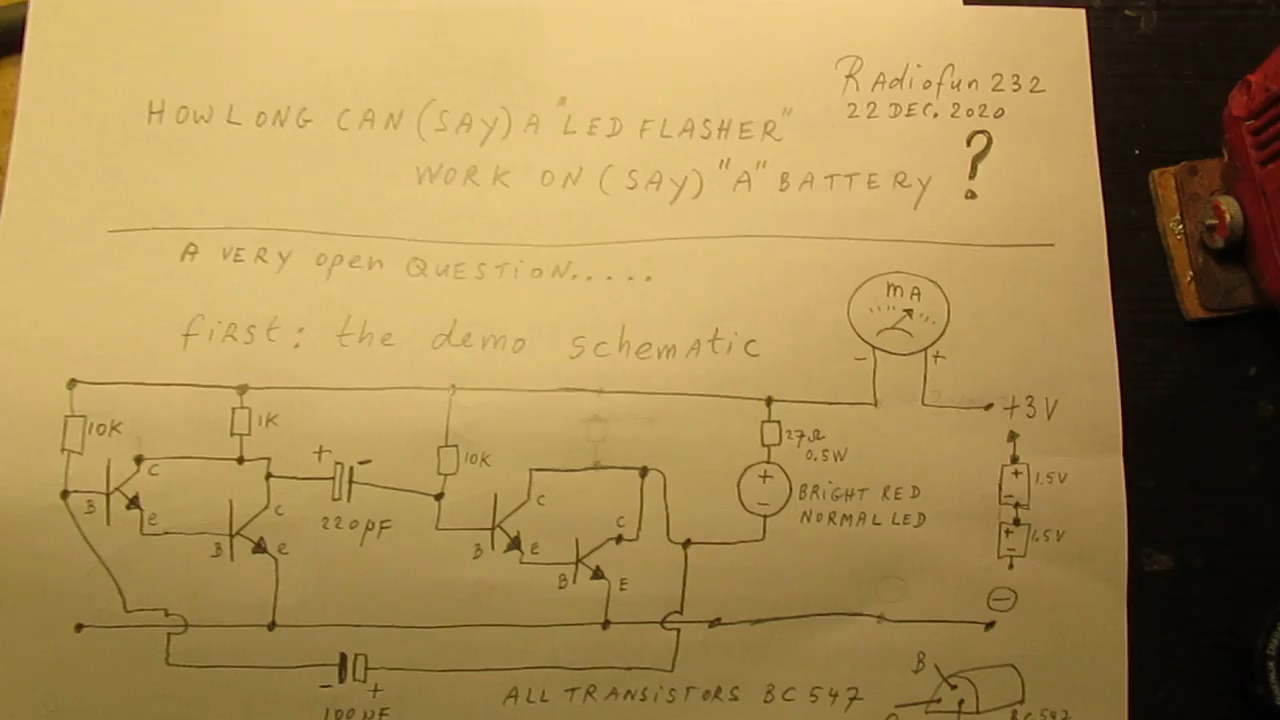 Radiofun 232
22 DEC. 2020
HOW LONG CAN (SAY) A "LED FLASHER"
WORK ON (SAY) "A" BATTERY ?
A VERY open QUESTION.....
first: the demo schematic
mA
- +
+3V
10K
1K
10K
27Ω
0.5W
+ -
220µF
C
B
e
C
B
e
C
B
E
C
B
E
+
-
BRIGHT RED
NORMAL LED
+
-
1.5V
+
-
1.5V
-
- +
100µF
ALL TRANSISTORS BC 547
B
BC 547